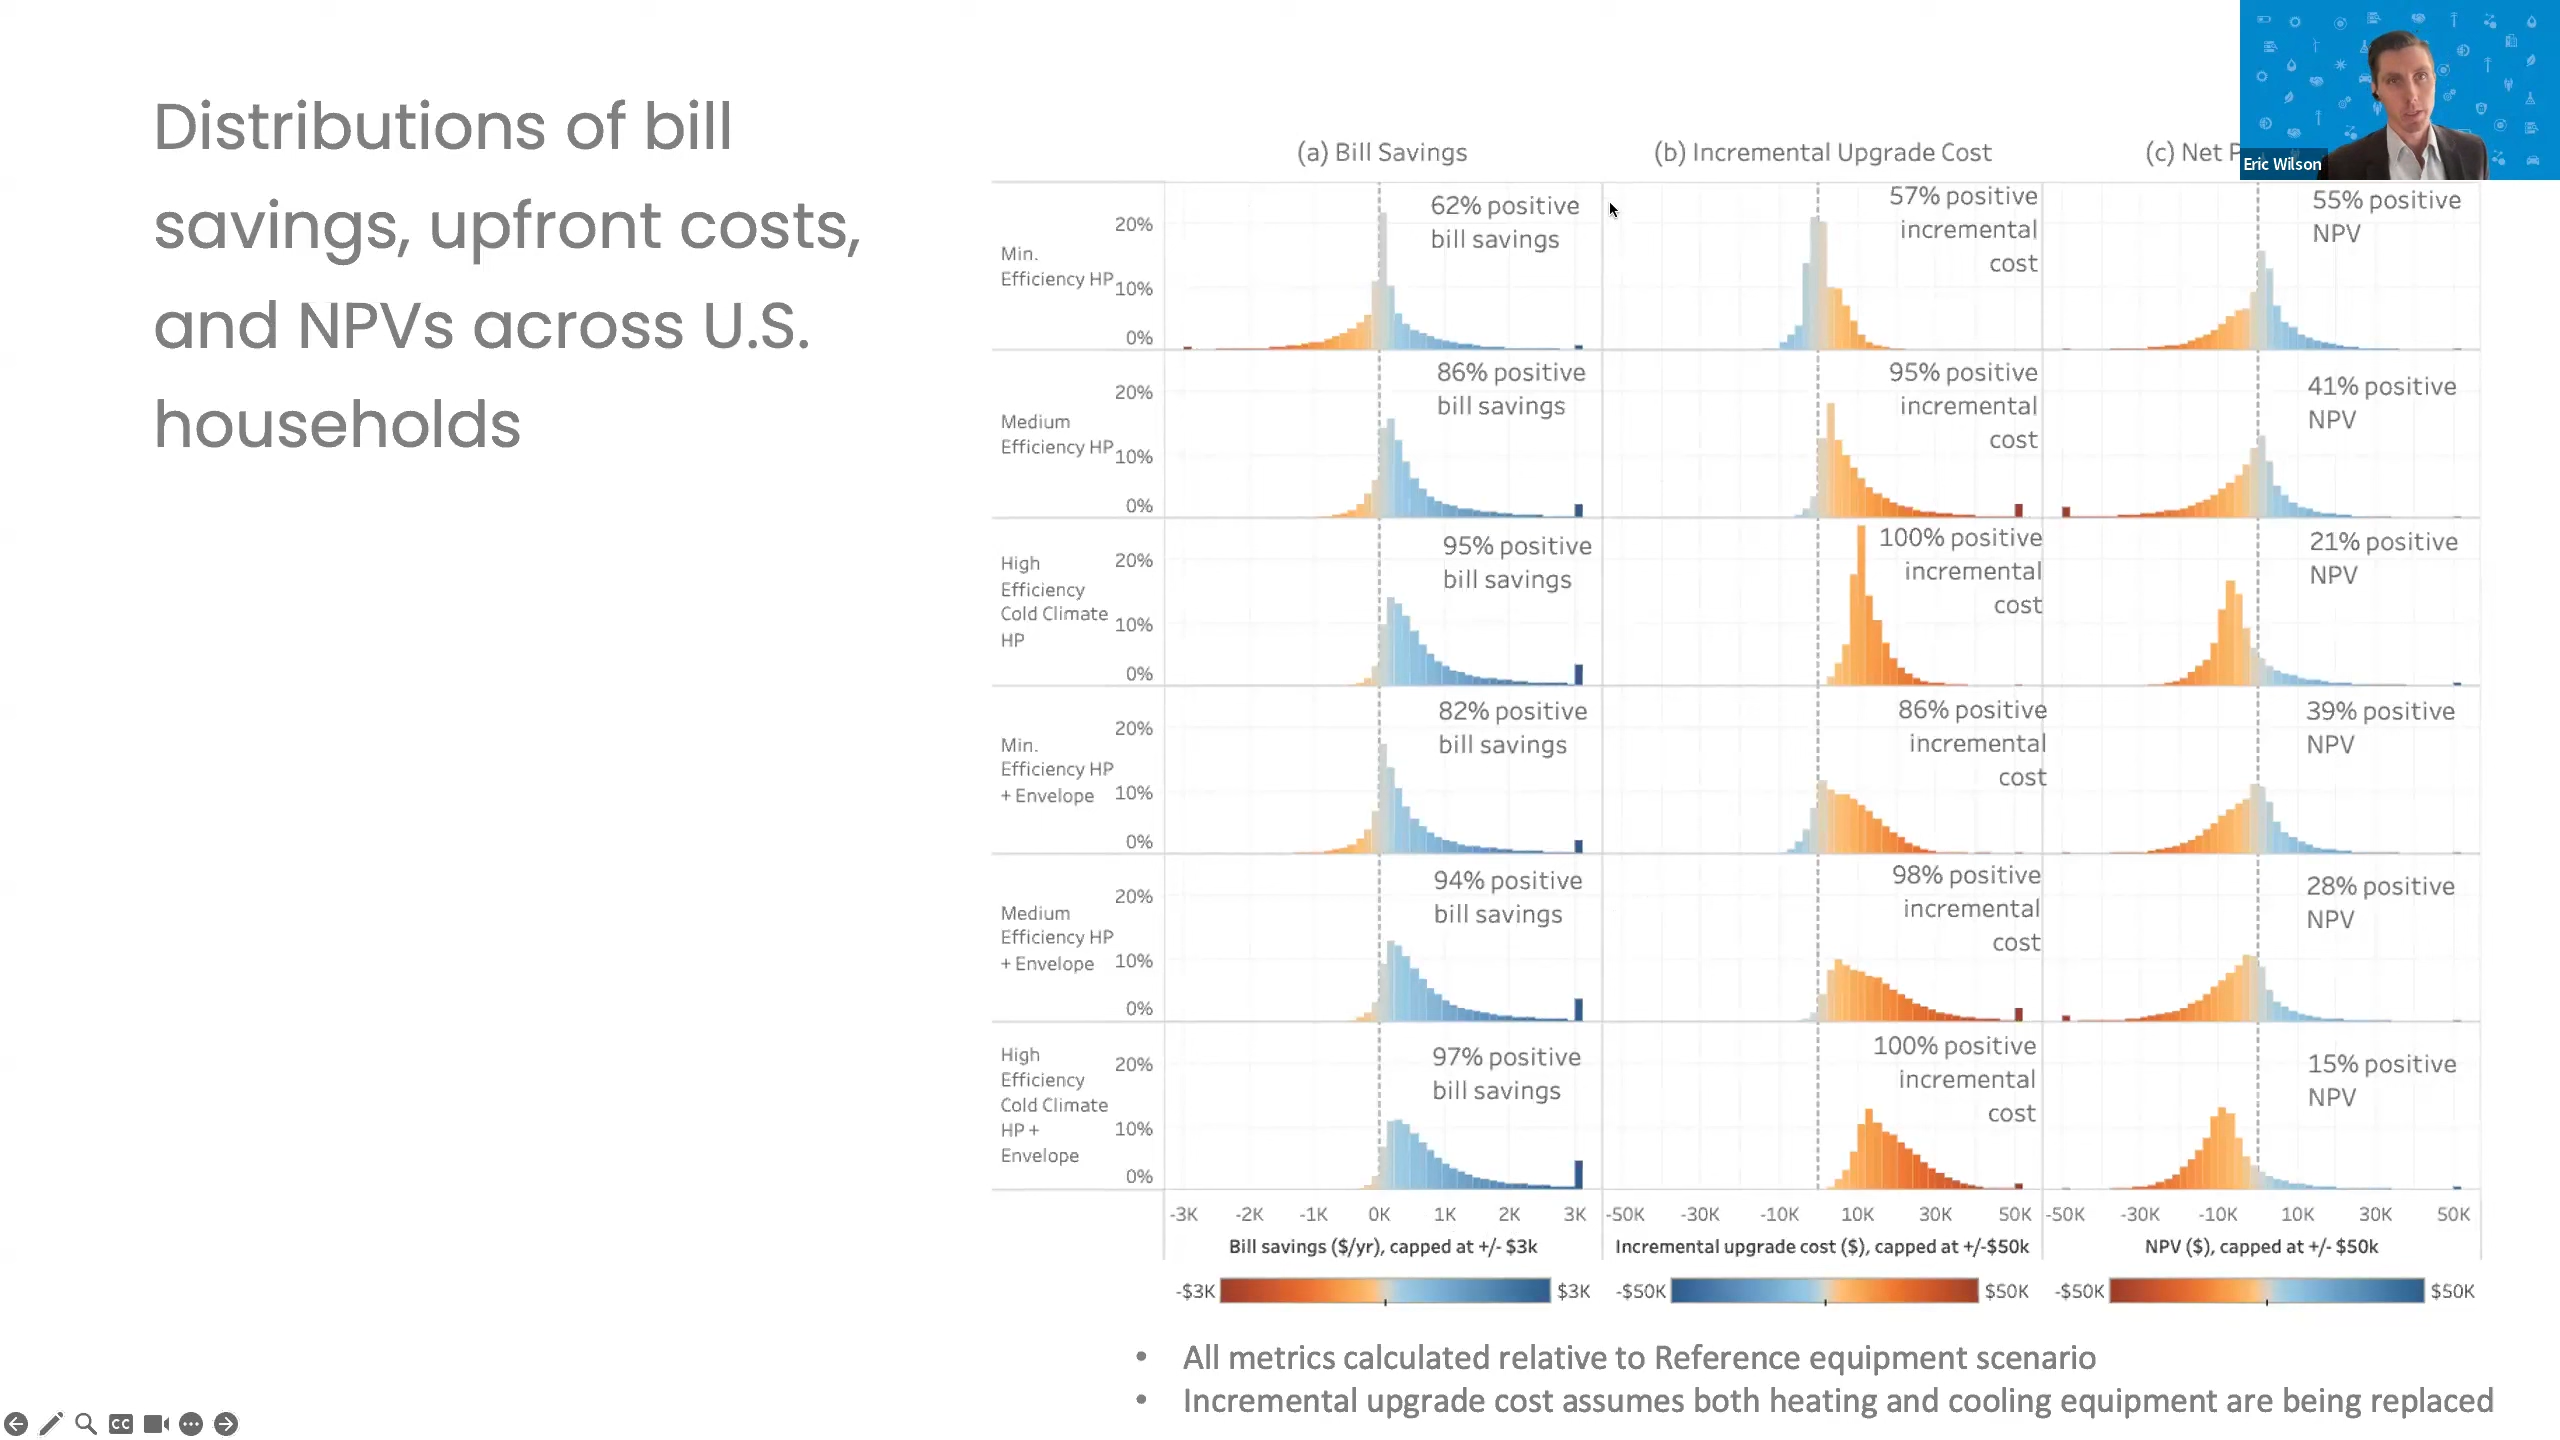 Distributions of bill
savings, upfront costs,
and NPVs across U.S.
households
Eric Wilson
(a) Bill Savings
(b) Incremental Upgrade Cost
(c) Net
Min.
Efficiency HP
20%
10%
0%
62% positive
bill savings
57% positive
incremental
cost
55% positive
NPV
Medium
Efficiency HP
20%
10%
0%
86% positive
bill savings
95% positive
incremental
cost
41% positive
NPV
High
Efficiency
Cold Climate
HP
20%
10%
0%
95% positive
bill savings
100% positive
incremental
cost
21% positive
NPV
Min.
Efficiency HP
+ Envelope
20%
10%
0%
82% positive
bill savings
86% positive
incremental
cost
39% positive
NPV
Medium
Efficiency HP
+ Envelope
20%
10%
0%
94% positive
bill savings
98% positive
incremental
cost
28% positive
NPV
High
Efficiency
Cold Climate
HP +
Envelope
20%
10%
0%
97% positive
bill savings
100% positive
incremental
cost
15% positive
NPV
-3K -2K -1K 0K 1K 2K 3K
-50K -30K -10K 10K 30K 50K
-50K -30K -10K 10K 30K 50K
Bill savings ($/yr), capped at +/- $3k
Incremental upgrade cost ($), capped at +/-$50k
NPV ($), capped at +/- $50k
-$3K $3K
-$50K $50K
-$50K $50K
• All metrics calculated relative to Reference equipment scenario
• Incremental upgrade cost assumes both heating and cooling equipment are being replaced
CC